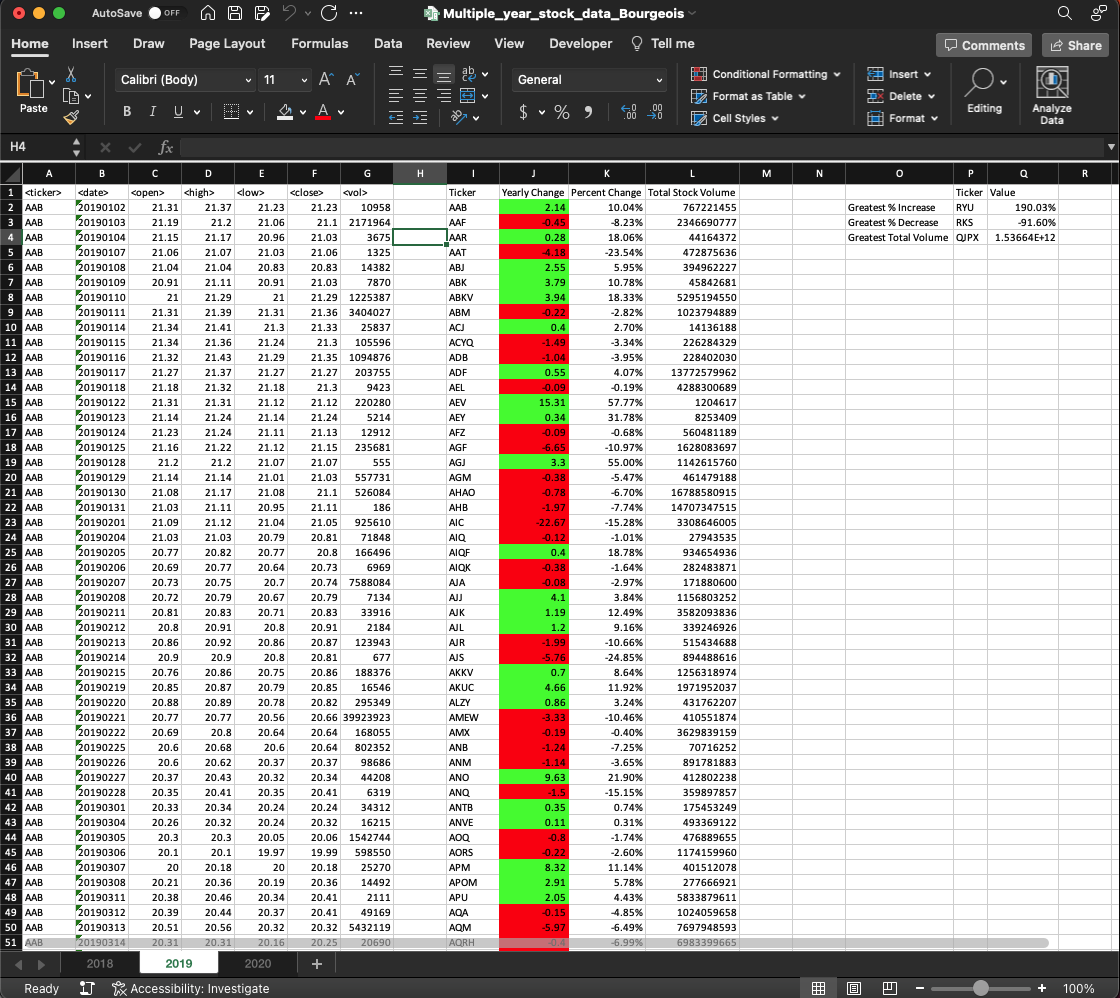 AutoSave OFF Multiple_year_stock_data_Bourgeois
Home Insert Draw Page Layout Formulas Data Review View Developer Tell me Comments Share
Paste Calibri (Body) 11 A A ab General Conditional Formatting Format as Table Cell Styles Insert Delete Format Editing Analyze Data
B I U A $ % 9
H4 fx
A B C D E F G H I J K L M N O P Q R
1 <ticker> <date> <open> <high> <low> <close> <vol> Ticker Yearly Change Percent Change Total Stock Volume Ticker Value
2 AAB 20190102 21.31 21.37 21.23 21.23 10958 AAB 2.14 10.04% 767221455 Greatest % Increase RYU 190.03%
3 AAB 20190103 21.19 21.2 21.06 21.1 2171964 AAF -0.45 -8.23% 2346690777 Greatest % Decrease RKS -91.60%
4 AAB 20190104 21.15 21.17 20.96 21.03 3675 AAR 0.28 18.06% 44164372 Greatest Total Volume QJPX 1.53664E+12
5 AAB 20190107 21.06 21.07 21.03 21.06 1325 AAT -4.18 -23.54% 472875636
6 AAB 20190108 21.04 21.04 20.83 20.83 14382 ABJ 2.55 5.95% 394962227
7 AAB 20190109 20.91 21.11 20.91 21.03 7870 ABK 3.79 10.78% 45842681
8 AAB 20190110 21 21.29 21 21.29 1225387 ABKV 3.94 18.33% 5295194550
9 AAB 20190111 21.31 21.39 21.31 21.36 3404027 ABM -0.22 -2.82% 1023794889
10 AAB 20190114 21.34 21.41 21.3 21.33 25837 ACJ 0.4 2.70% 14136188
11 AAB 20190115 21.34 21.36 21.24 21.3 105596 ACYQ -1.49 -3.34% 226284329
12 AAB 20190116 21.32 21.43 21.29 21.35 1094876 ADB -1.04 -3.95% 228402030
13 AAB 20190117 21.27 21.37 21.27 21.27 203755 ADF 0.55 4.07% 13772579962
14 AAB 20190118 21.18 21.32 21.18 21.3 9423 AEL -0.09 -0.19% 4288300689
15 AAB 20190122 21.31 21.31 21.12 21.12 220280 AEV 15.31 57.77% 1204617
16 AAB 20190123 21.14 21.24 21.14 21.24 5214 AEY 0.34 31.78% 8253409
17 AAB 20190124 21.23 21.24 21.11 21.13 12912 AFZ -0.09 -0.68% 560481189
18 AAB 20190125 21.16 21.22 21.12 21.15 235681 AGF -6.65 -10.97% 1628083697
19 AAB 20190128 21.2 21.2 21.07 21.07 555 AGJ 3.3 55.00% 1142615760
20 AAB 20190129 21.14 21.14 21.01 21.03 557731 AGM -0.38 -5.47% 461479188
21 AAB 20190130 21.08 21.17 21.08 21.1 526084 AHAO -0.78 -6.70% 16788580915
22 AAB 20190131 21.03 21.11 20.95 21.11 186 AHB -1.97 -7.74% 14707347515
23 AAB 20190201 21.09 21.12 21.04 21.05 925610 AIC -22.67 -15.28% 3308646005
24 AAB 20190204 21.03 21.03 20.79 20.81 71848 AIQ -0.12 -1.01% 27943535
25 AAB 20190205 20.77 20.82 20.77 20.8 166496 AIQF 0.4 18.78% 934654936
26 AAB 20190206 20.69 20.77 20.64 20.73 6969 AIQK -0.38 -1.64% 282483871
27 AAB 20190207 20.73 20.75 20.7 20.74 7588084 AJA -0.08 -2.97% 171880600
28 AAB 20190208 20.72 20.79 20.67 20.79 7134 AJJ 4.1 3.84% 1156803252
29 AAB 20190211 20.81 20.83 20.71 20.83 33916 AJK 1.19 12.49% 3582093836
30 AAB 20190212 20.8 20.91 20.8 20.91 2184 AJL 1.2 9.16% 339246926
31 AAB 20190213 20.86 20.92 20.86 20.87 123943 AJR -1.99 -10.66% 515434688
32 AAB 20190214 20.9 20.9 20.8 20.81 677 AJS -5.76 -24.85% 894488616
33 AAB 20190215 20.76 20.86 20.75 20.86 188376 AKKV 0.7 8.64% 1256318974
34 AAB 20190219 20.85 20.87 20.79 20.85 16546 AKUC 4.66 11.92% 1971952037
35 AAB 20190220 20.88 20.89 20.78 20.82 295349 ALZY 0.86 3.24% 431762207
36 AAB 20190221 20.77 20.77 20.56 20.66 39923923 AMEW -3.33 -10.46% 410551874
37 AAB 20190222 20.69 20.8 20.64 20.64 168055 AMX -0.19 -0.40% 3629839159
38 AAB 20190225 20.6 20.68 20.6 20.64 802352 ANB -1.24 -7.25% 70716252
39 AAB 20190226 20.6 20.62 20.37 20.37 98686 ANM -1.14 -3.65% 891781883
40 AAB 20190227 20.37 20.43 20.32 20.34 44208 ANO 9.63 21.90% 412802238
41 AAB 20190228 20.35 20.41 20.35 20.41 6319 ANQ -1.5 -15.15% 359897857
42 AAB 20190301 20.33 20.34 20.24 20.24 34312 ANTB 0.35 0.74% 175453249
43 AAB 20190304 20.26 20.32 20.24 20.32 16215 ANVE 0.11 0.31% 493369122
44 AAB 20190305 20.3 20.3 20.05 20.06 1542744 AOQ -0.8 -1.74% 476889655
45 AAB 20190306 20.1 20.1 19.97 19.99 598550 AORS -0.22 -2.60% 1174159960
46 AAB 20190307 20 20.18 20 20.18 25270 APM 8.32 11.14% 401512078
47 AAB 20190308 20.21 20.36 20.19 20.36 14492 APOM 2.91 5.78% 277666921
48 AAB 20190311 20.38 20.46 20.34 20.41 2111 APU 2.05 4.43% 5833879611
49 AAB 20190312 20.39 20.44 20.37 20.41 49169 AQA -0.15 -4.85% 1024059658
50 AAB 20190313 20.51 20.56 20.32 20.32 5432119 AQM -5.97 -6.49% 7697948593
51 AAB 20190314 20.31 20.31 20.16 20.25 20690 AQRH -0.4 -6.99% 6983399665
2018 2019 2020 +
Ready Accessibility: Investigate 100%